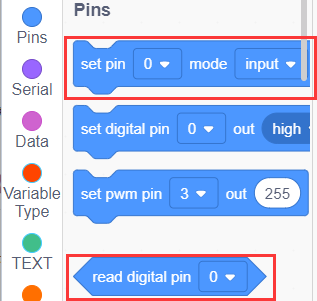 Pins
Pins
set pin 0 mode input
Serial
set digital pin 0 out high
Data
set pwm pin 3 out 255
Variable
Type
TEXT
read digital pin 0